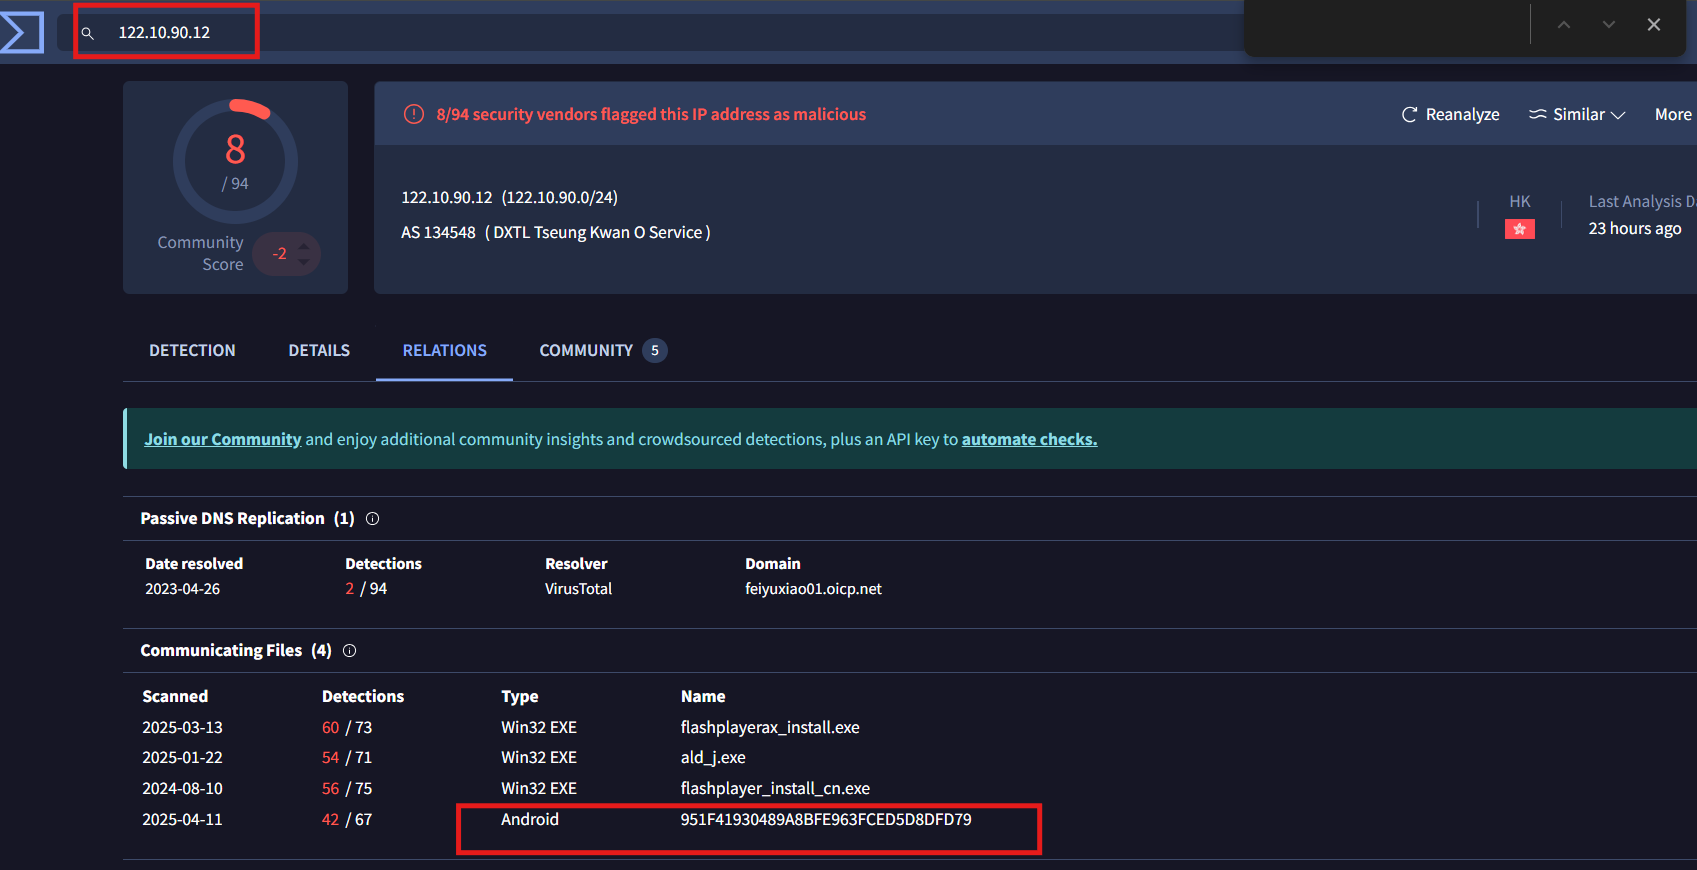 122.10.90.12
8
/ 94
Community Score
-2
8/94 security vendors flagged this IP address as malicious
Reanalyze
Similar
More
122.10.90.12 (122.10.90.0/24)
AS 134548 ( DXTL Tseung Kwan O Service )
HK
Last Analysis Da
23 hours ago
DETECTION DETAILS RELATIONS COMMUNITY 5
Join our Community and enjoy additional community insights and crowdsourced detections, plus an API key to automate checks.
Passive DNS Replication (1)
Date resolved Detections Resolver Domain
2023-04-26 2 / 94 VirusTotal feiyuxiao01.oicp.net
Communicating Files (4)
Scanned Detections Type Name
2025-03-13 60 / 73 Win32 EXE flashplayerax_install.exe
2025-01-22 54 / 71 Win32 EXE ald_j.exe
2024-08-10 56 / 75 Win32 EXE flashplayer_install_cn.exe
2025-04-11 42 / 67 Android 951F41930489A8BFE963FCED5D8DFD79